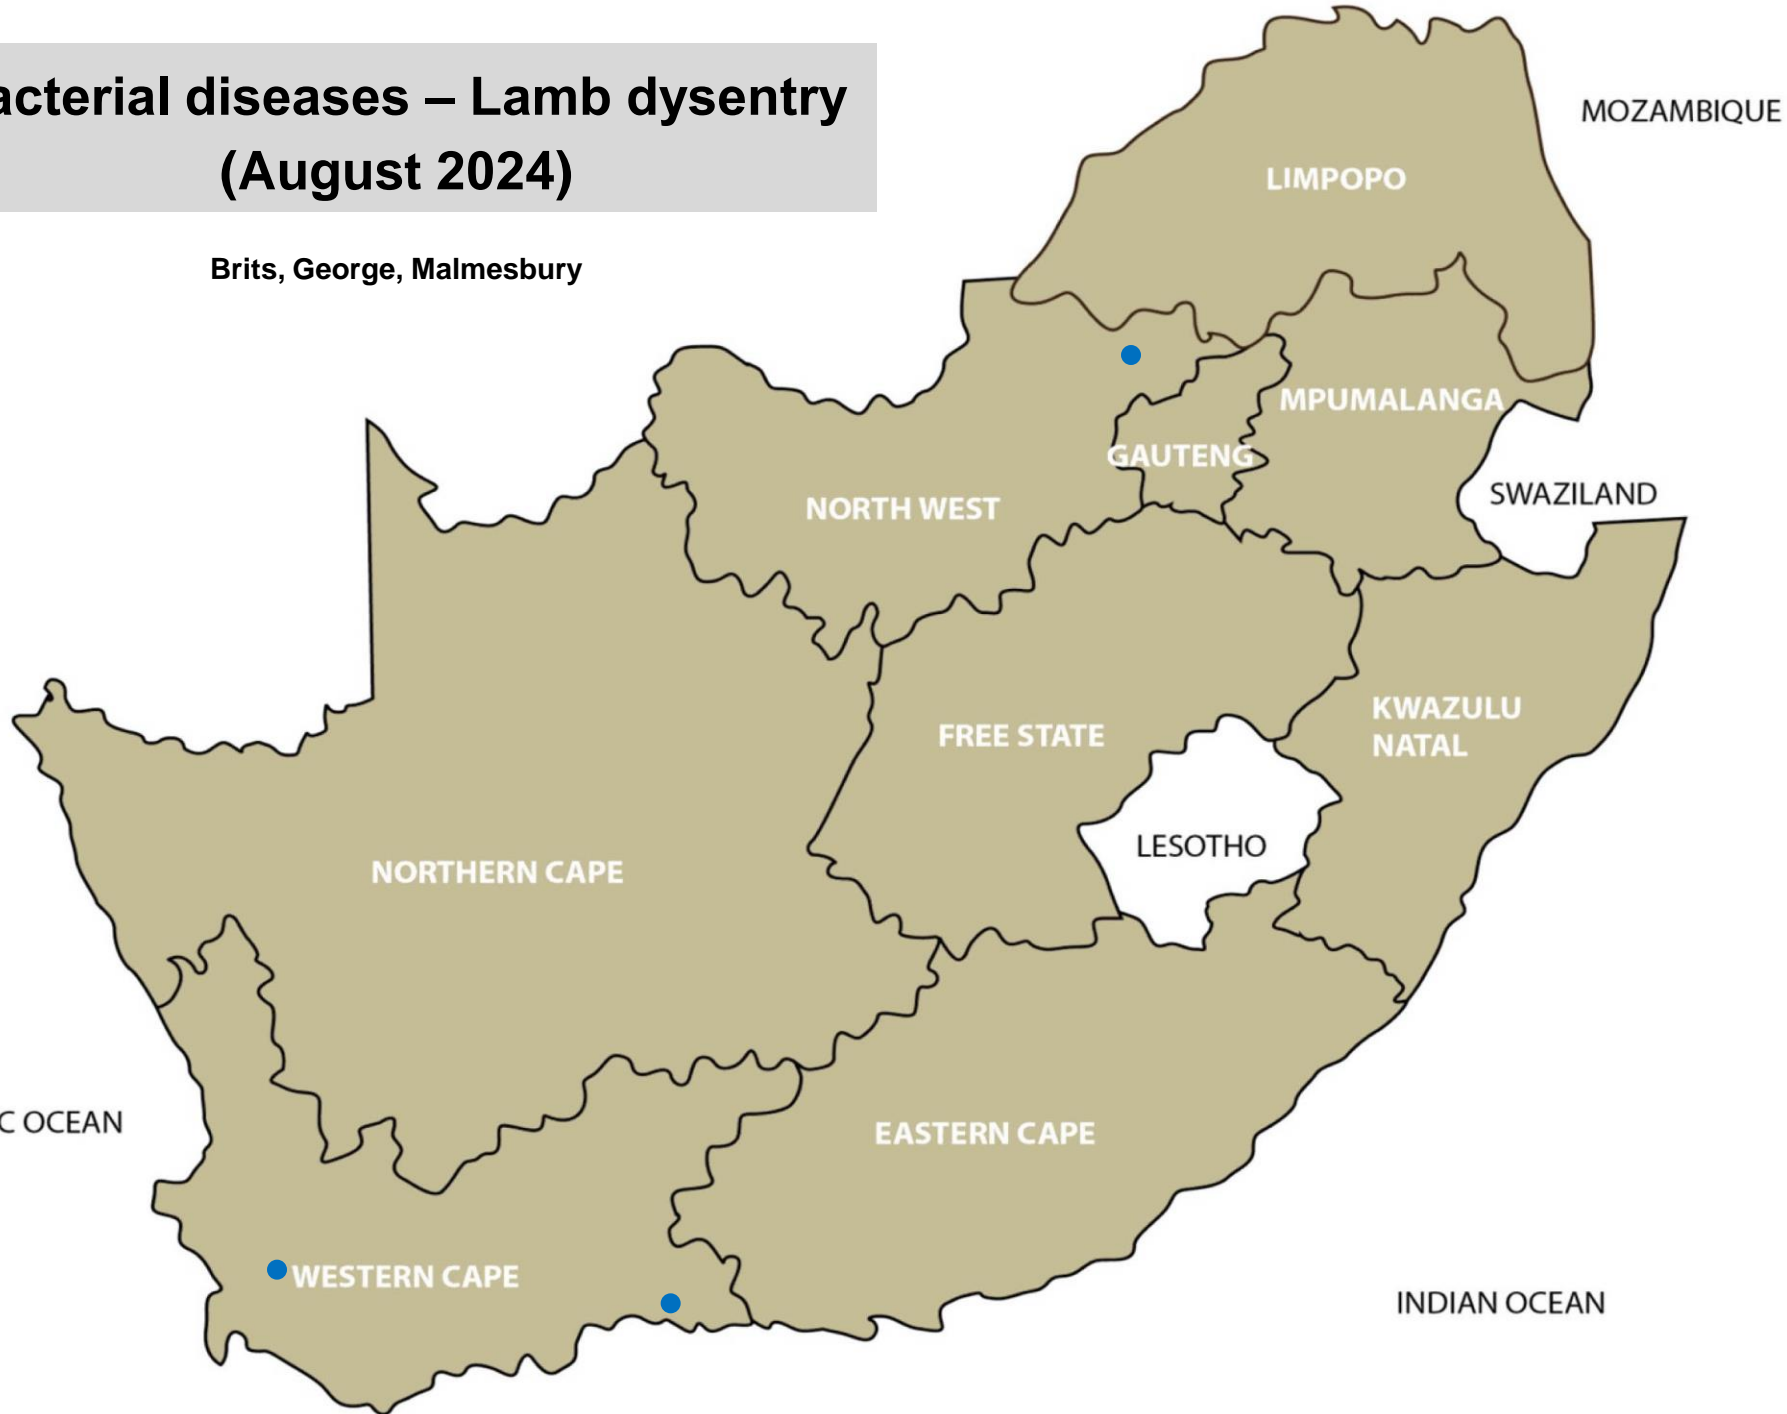 acterial diseases – Lamb dysentry
(August 2024)
Brits, George, Malmesbury
MOZAMBIQUE
LIMPOPO
MPUMALANGA
GAUTENG
SWAZILAND
NORTH WEST
KWAZULU
NATAL
FREE STATE
LESOTHO
NORTHERN CAPE
C OCEAN
EASTERN CAPE
WESTERN CAPE
INDIAN OCEAN